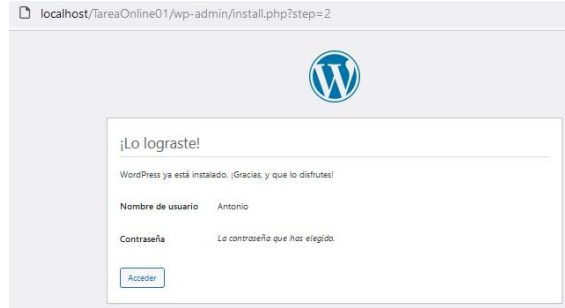 localhost/TareaOnline01/wp-admin/install.php?step=2
¡Lo lograste!
WordPress ya está instalado. ¡Gracias, y que lo disfrutes!
Nombre de usuario Antonio
Contraseña La contraseña que has elegido.
Acceder